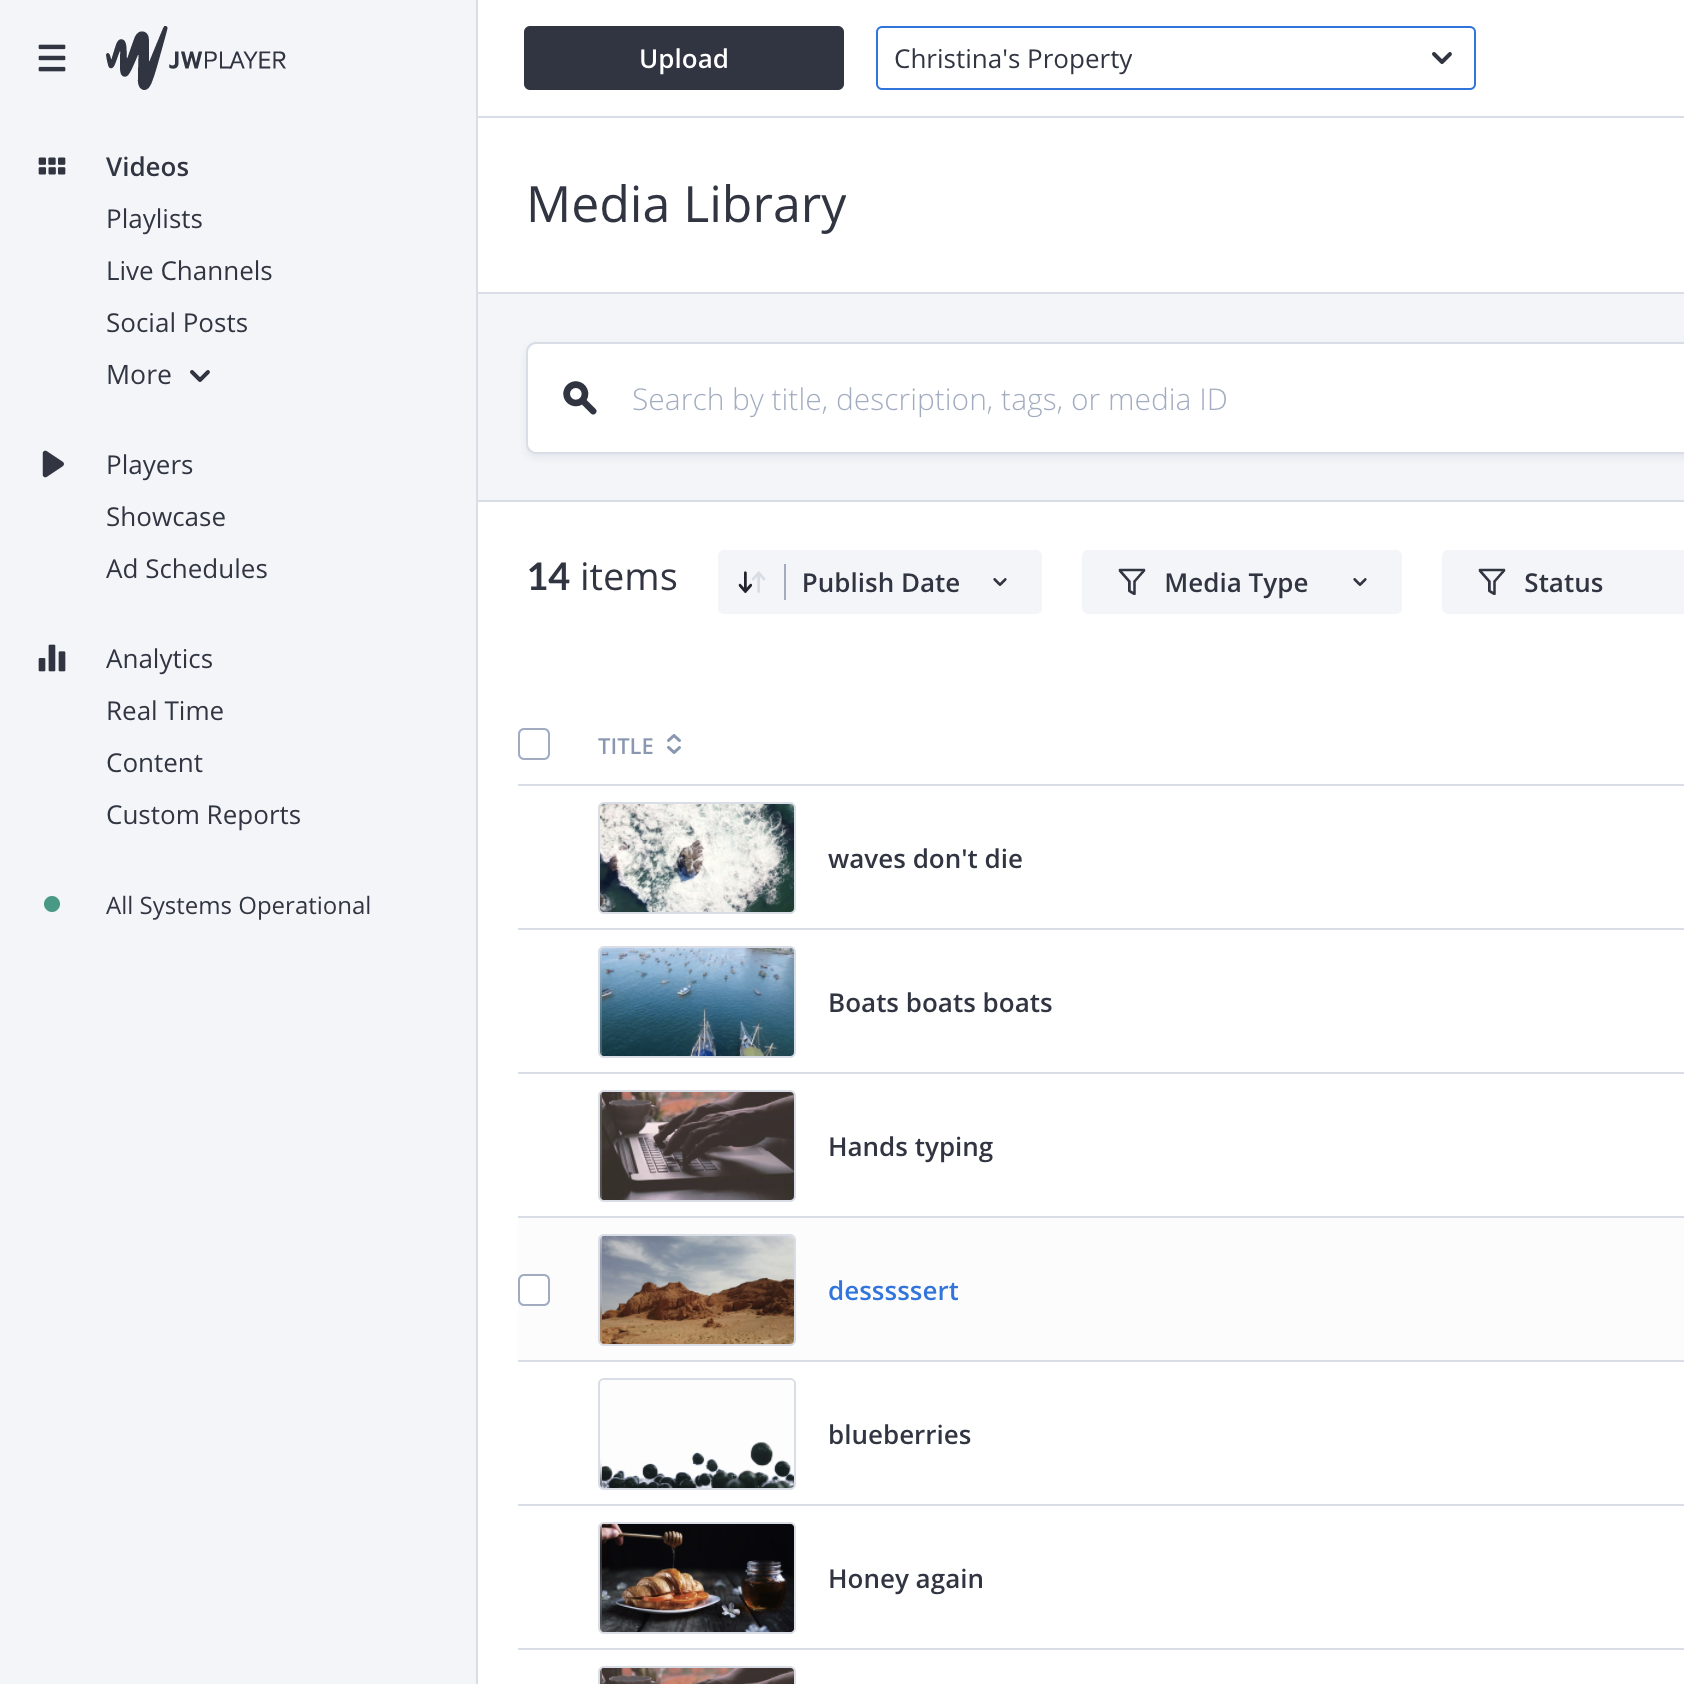 JWPLAYER
Upload
Christina's Property
Videos
Playlists
Live Channels
Social Posts
More
Players
Showcase
Ad Schedules
Analytics
Real Time
Content
Custom Reports
All Systems Operational
Media Library
Search by title, description, tags, or media ID
14 items
Publish Date
Media Type
Status
TITLE
waves don't die
Boats boats boats
Hands typing
desssssert
blueberries
Honey again